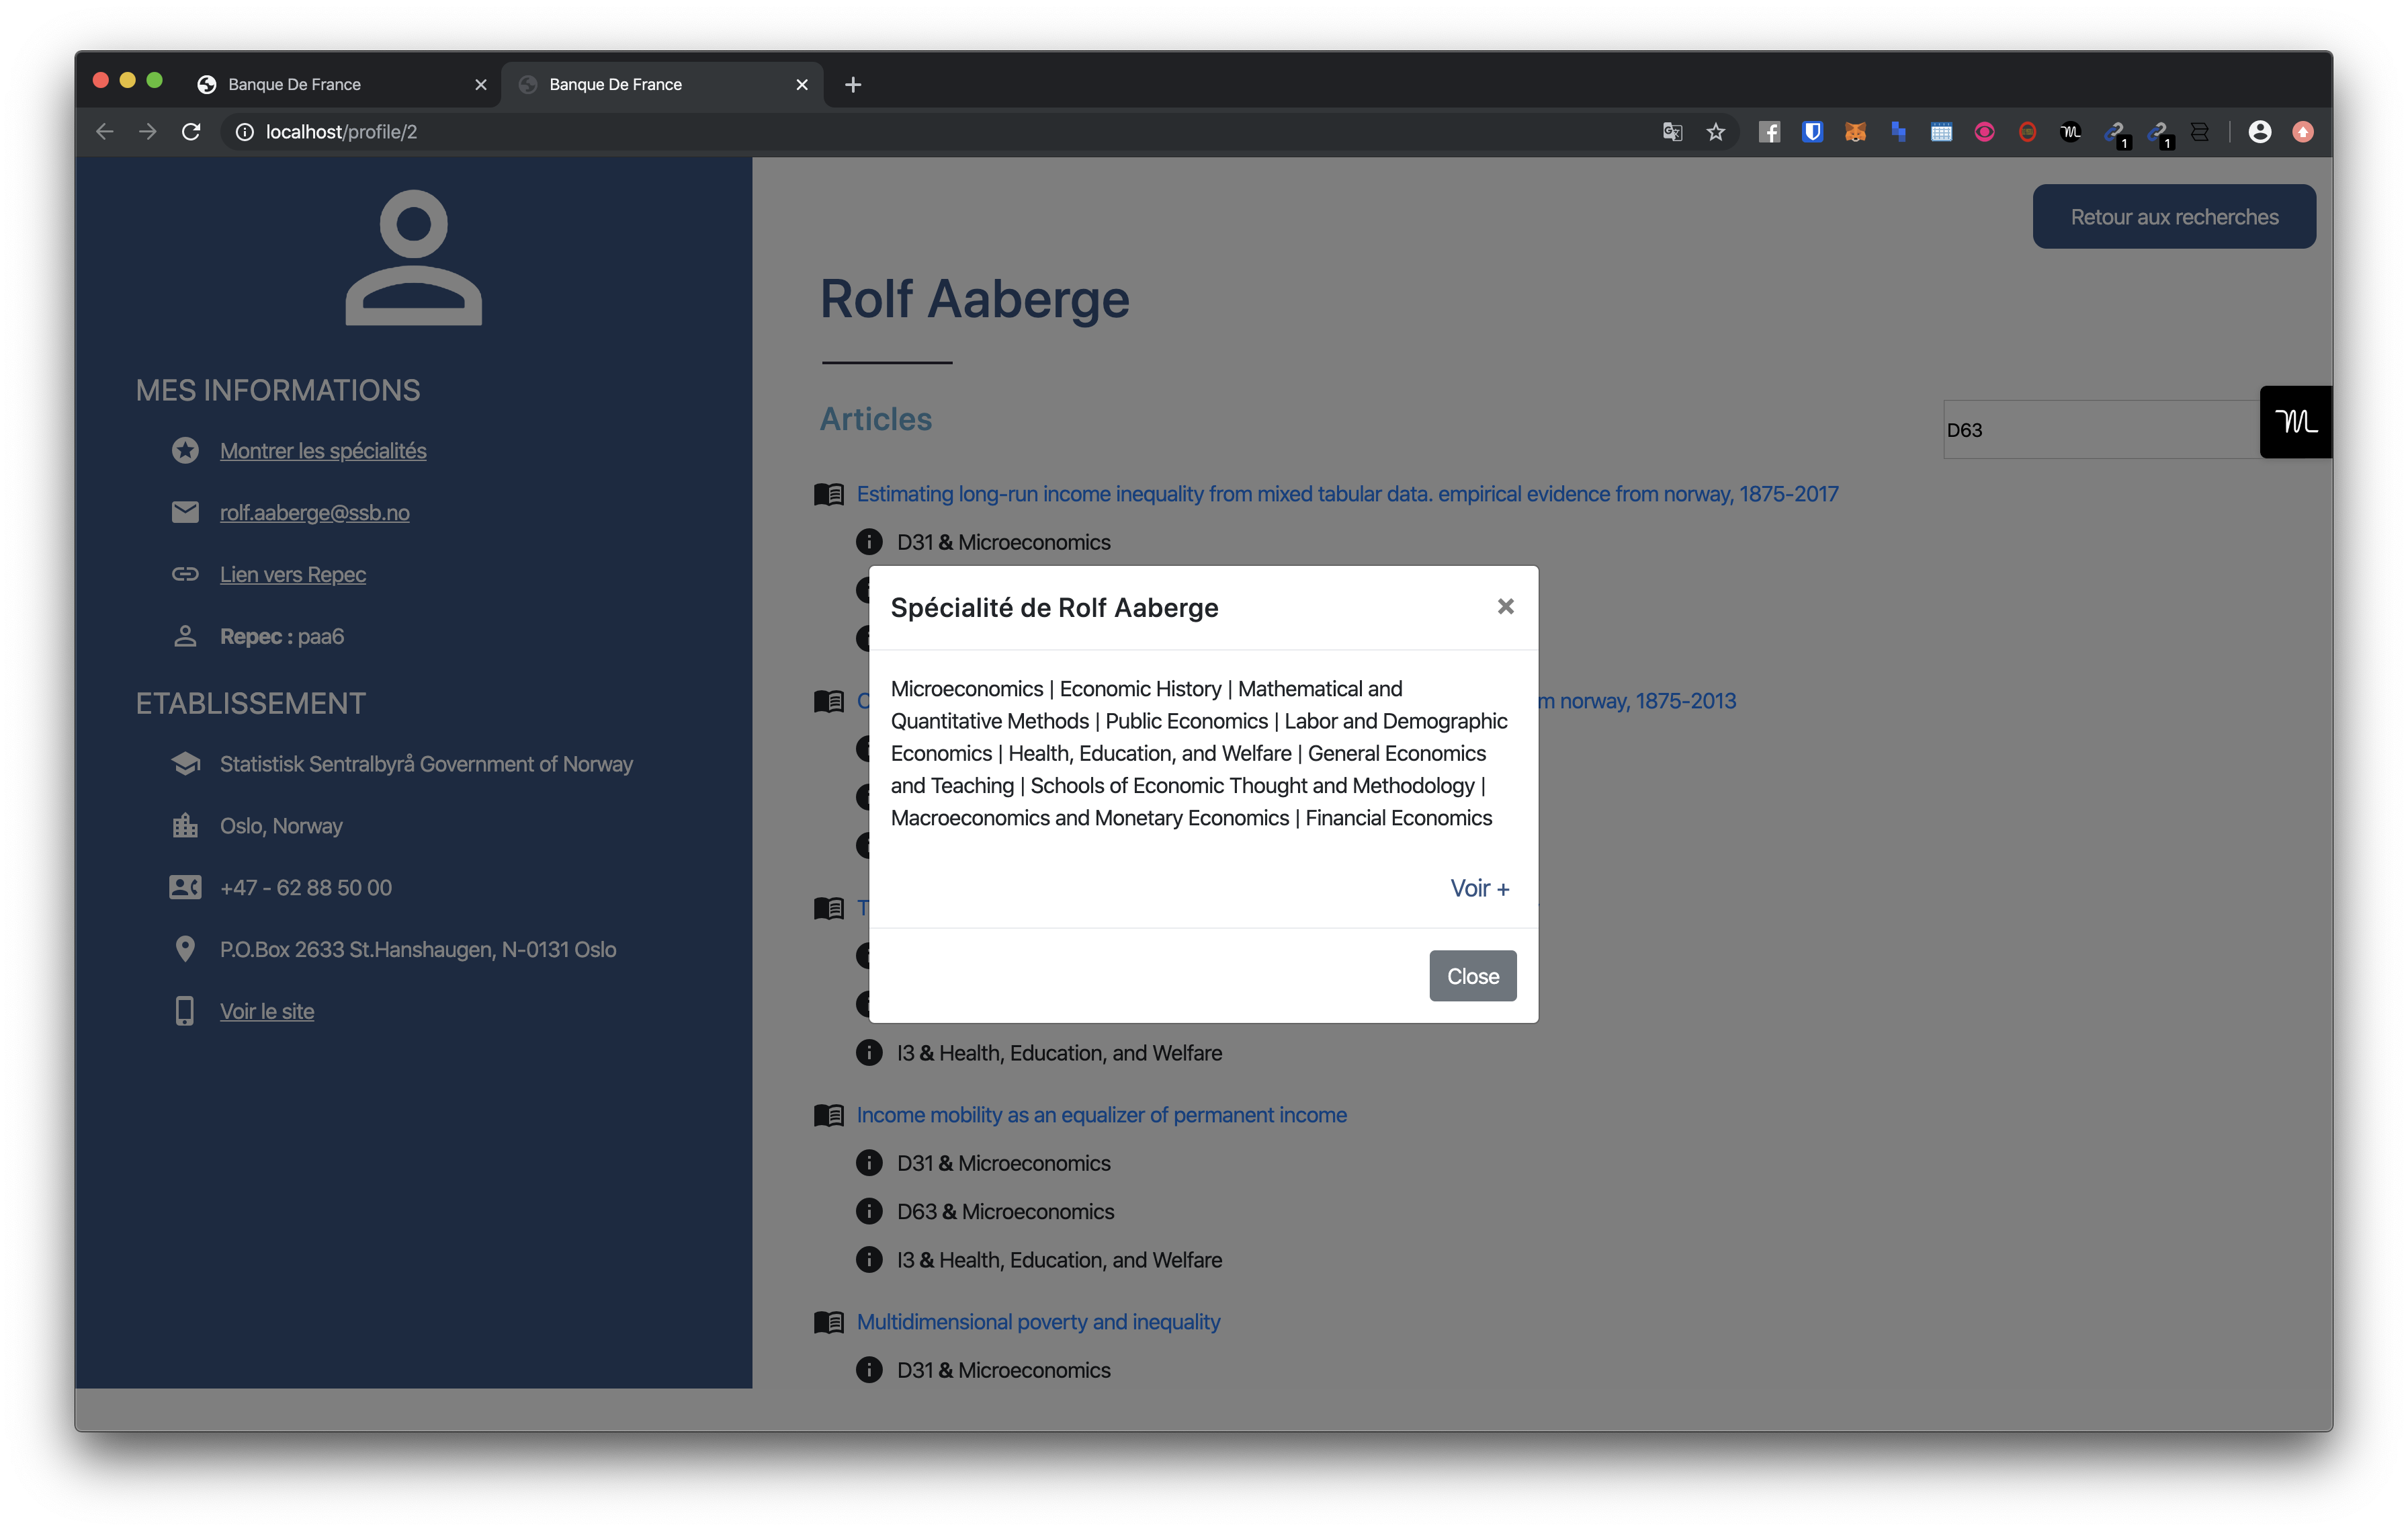 Banque De France
Banque De France
localhost/profile/2
1
1
Retour aux recherches
Rolf Aaberge
MES INFORMATIONS
Montrer les spécialités
rolf.aaberge@ssb.no
Lien vers Repec
Repec : paa6
ETABLISSEMENT
Statistisk Sentralbyrå Government of Norway
Oslo, Norway
+47 - 62 88 50 00
P.O.Box 2633 St.Hanshaugen, N-0131 Oslo
Voir le site
Articles
D63
Estimating long-run income inequality from mixed tabular data. empirical evidence from norway, 1875-2017
D31 & Microeconomics
norway, 1875-2013
I3 & Health, Education, and Welfare
Income mobility as an equalizer of permanent income
D31 & Microeconomics
D63 & Microeconomics
I3 & Health, Education, and Welfare
Multidimensional poverty and inequality
D31 & Microeconomics
Spécialité de Rolf Aaberge
×
Microeconomics | Economic History | Mathematical and
Quantitative Methods | Public Economics | Labor and Demographic
Economics | Health, Education, and Welfare | General Economics
and Teaching | Schools of Economic Thought and Methodology |
Macroeconomics and Monetary Economics | Financial Economics
Voir +
Close